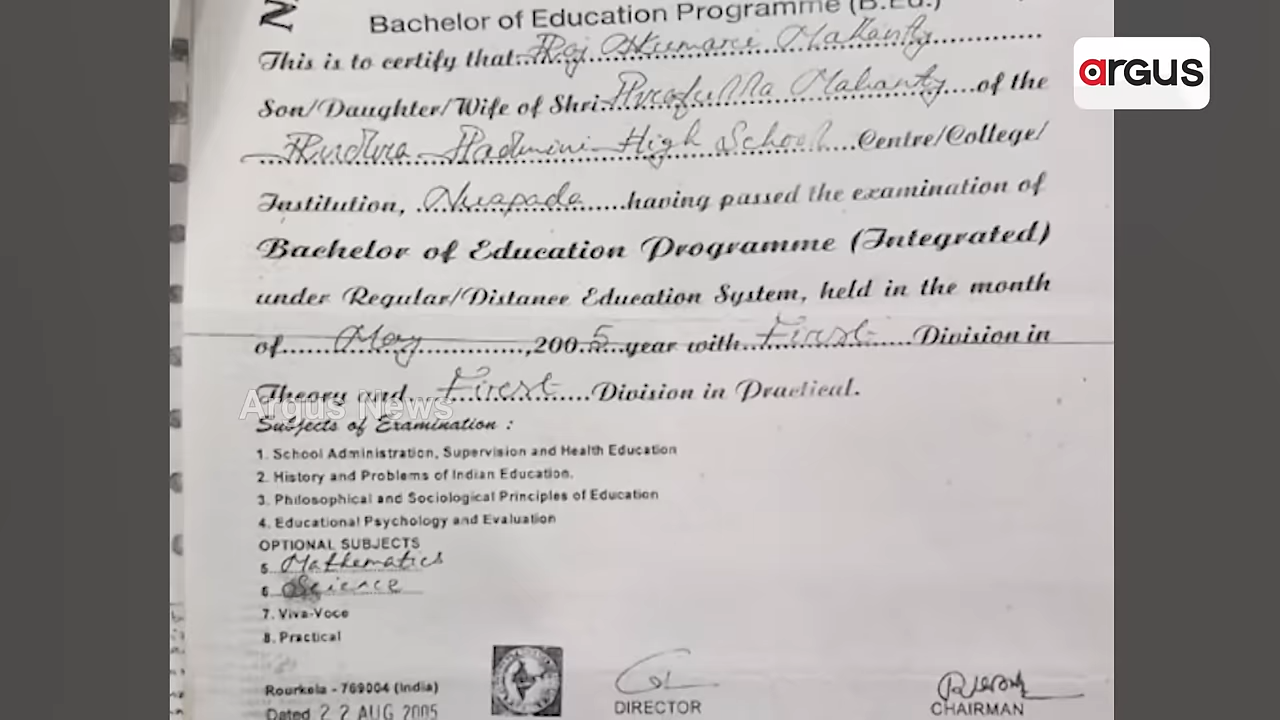 Bachelor of Education Programme (B.Ed.)
This is to certify that Raj Kumari Mahanty
argus
Son/Daughter/Wife of Shri Prafulla Mahanty of the
Rudhra Padmini High School Centre/College/
Institution, Nuapada having passed the examination of
Bachelor of Education Programme (Integrated)
under Regular/Distance Education System, held in the month
of May, 2005 year with First Division in
Theory and First Division in Practical.
Argus News
Subjects of Examination :
1. School Administration, Supervision and Health Education
2. History and Problems of Indian Education.
3. Philosophical and Sociological Principles of Education
4. Educational Psychology and Evaluation
OPTIONAL SUBJECTS
5 Mathematics
6 Science
7. Viva-Voce
8. Practical
Rourkela - 769004 (India)
Dated 22 AUG 2005
DIRECTOR
CHAIRMAN